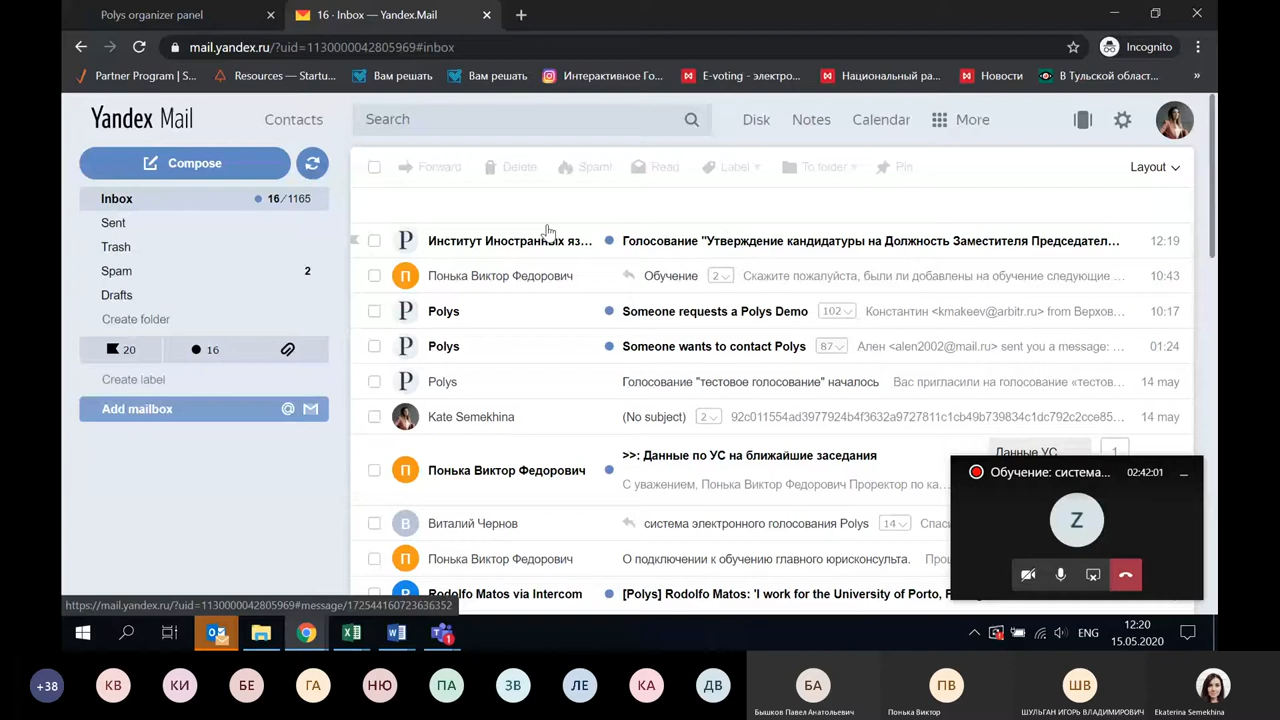 Polys organizer panel
16 · Inbox — Yandex.Mail
mail.yandex.ru/?uid=1130000042805969#inbox
Incognito
Partner Program | S...
Resources — Startu...
Вам решать
Вам решать
Интерактивное Го...
E-voting - электро...
Национальный ра...
Новости
В Тульской област...
»
Yandex Mail
Contacts
Search
Disk
Notes
Calendar
More
Compose
Forward
Delete
Spam!
Read
Label
To folder
Pin
Layout
Inbox
16/1165
Sent
Trash
Spam
2
Drafts
Create folder
20
16
Create label
Add mailbox
Институт Иностранных яз... Голосование "Утверждение кандидатуры на Должность Заместителя Председател... 12:19
П Понька Виктор Федорович Обучение 2 Скажите пожалуйста, были ли добавлены на обучение следующие ... 10:43
P Polys Someone requests a Polys Demo 102 Константин <kmakeev@arbitr.ru> from Верхов... 10:17
P Polys Someone wants to contact Polys 87 Ален <alen2002@mail.ru> sent you a message: ... 01:24
P Polys Голосование "тестовое голосование" началось Вас пригласили на голосование «тестов... 14 may
Kate Semekhina (No subject) 2 92c011554ad3977924b4f3632a9727811c1cb49b739834c1dc792c2cce85... 14 may
П Понька Виктор Федорович >>: Данные по УС на ближайшие заседания
Данные УС 1
С уважением, Понька Виктор Федорович Проректор по ка...
В Виталий Чернов система электронного голосования Polys 14 Спаси
П Понька Виктор Федорович О подключении к обучению главного юрисконсульта. Про
Rodolfo Matos via Intercom [Polys] Rodolfo Matos: 'I work for the University of Porto, F
Обучение: система... 02:42:01
Z
https://mail.yandex.ru/?uid=1130000042805969#message/172544160723636352
ENG
12:20
15.05.2020
+38
КВ
КИ
БЕ
ГА
НЮ
ПА
ЗВ
ЛЕ
КА
ДВ
БА
ПВ
ШВ
Бышков Павел Анатольевич
Понька Виктор
ШУЛЬГАН ИГОРЬ ВЛАДИМИРОВИЧ
Ekaterina Semekhina